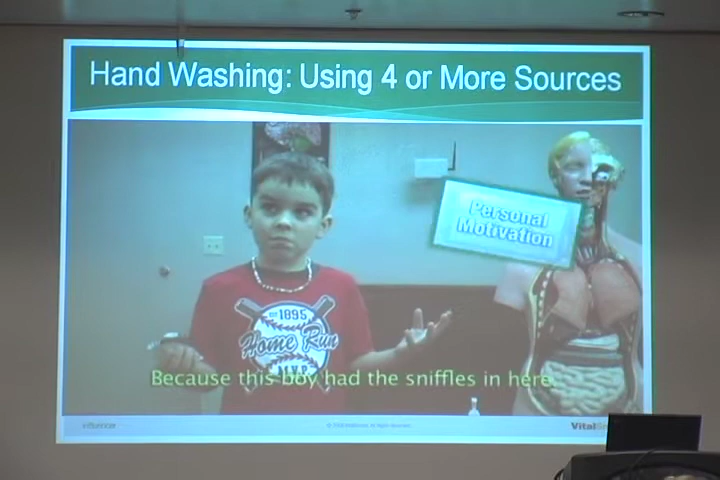 Hand Washing: Using 4 or More Sources
Personal
Motivation
EST 1895
Home Run
M.V.P.
Because this boy had the sniffles in here.